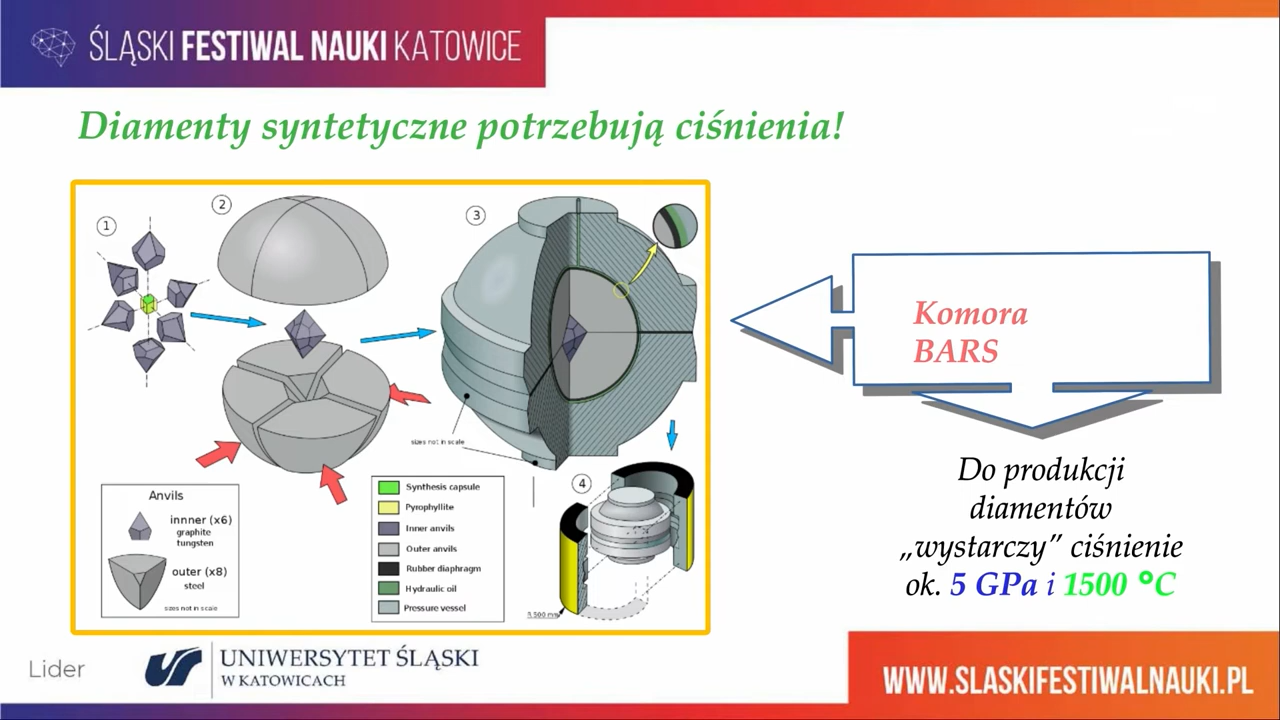 ŚLĄSKI FESTIWAL NAUKI KATOWICE
Diamenty syntetyczne potrzebują ciśnienia!
1
2
3
sizes not in scale
4
Anvils
innner (x6)
graphite
tungsten
outer (x8)
steel
sizes not in scale
Synthesis capsule
Pyrophyllite
Inner anvils
Outer anvils
Rubber diaphragm
Hydraulic oil
Pressure vessel
Komora
BARS
Do produkcji
diamentów
„wystarczy” ciśnienie
ok. 5 GPa i 1500 °C
Lider
UNIWERSYTET ŚLĄSKI
W KATOWICACH
WWW.SLASKIFESTIWALNAUKI.PL